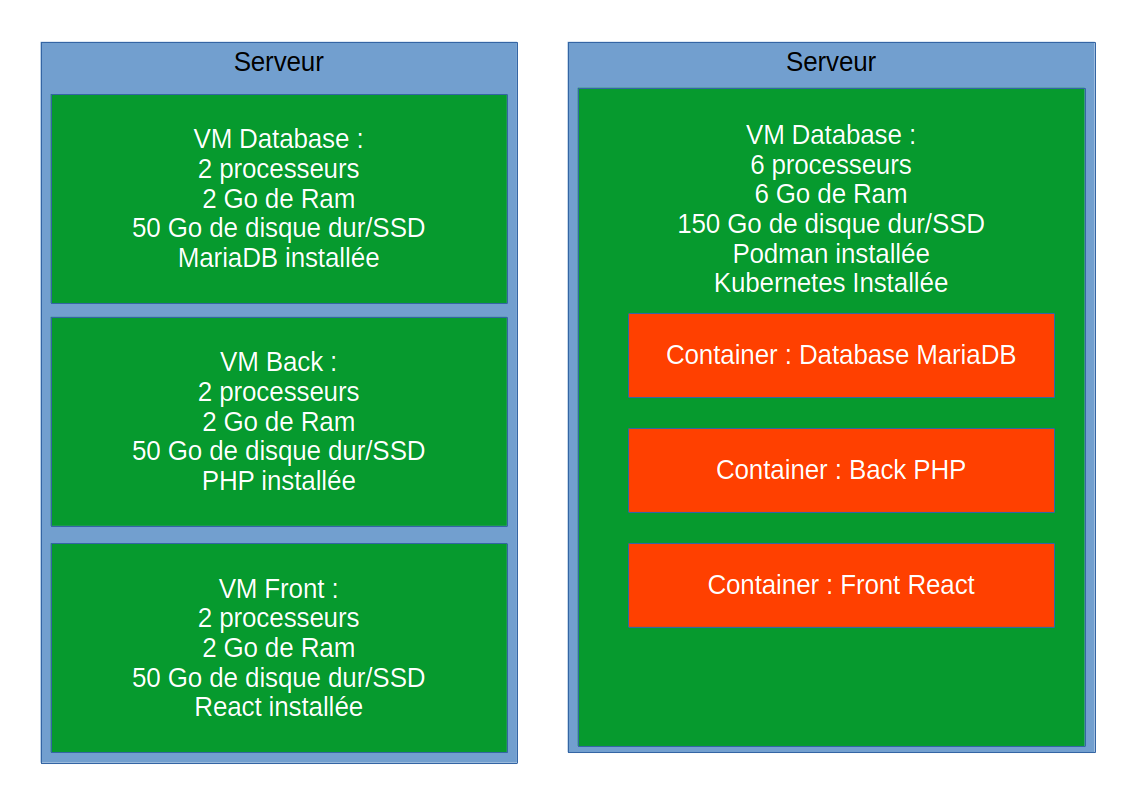 Serveur
VM Database :
2 processeurs
2 Go de Ram
50 Go de disque dur/SSD
MariaDB installée
VM Back :
2 processeurs
2 Go de Ram
50 Go de disque dur/SSD
PHP installée
VM Front :
2 processeurs
2 Go de Ram
50 Go de disque dur/SSD
React installée
Serveur
VM Database :
6 processeurs
6 Go de Ram
150 Go de disque dur/SSD
Podman installée
Kubernetes Installée
Container : Database MariaDB
Container : Back PHP
Container : Front React